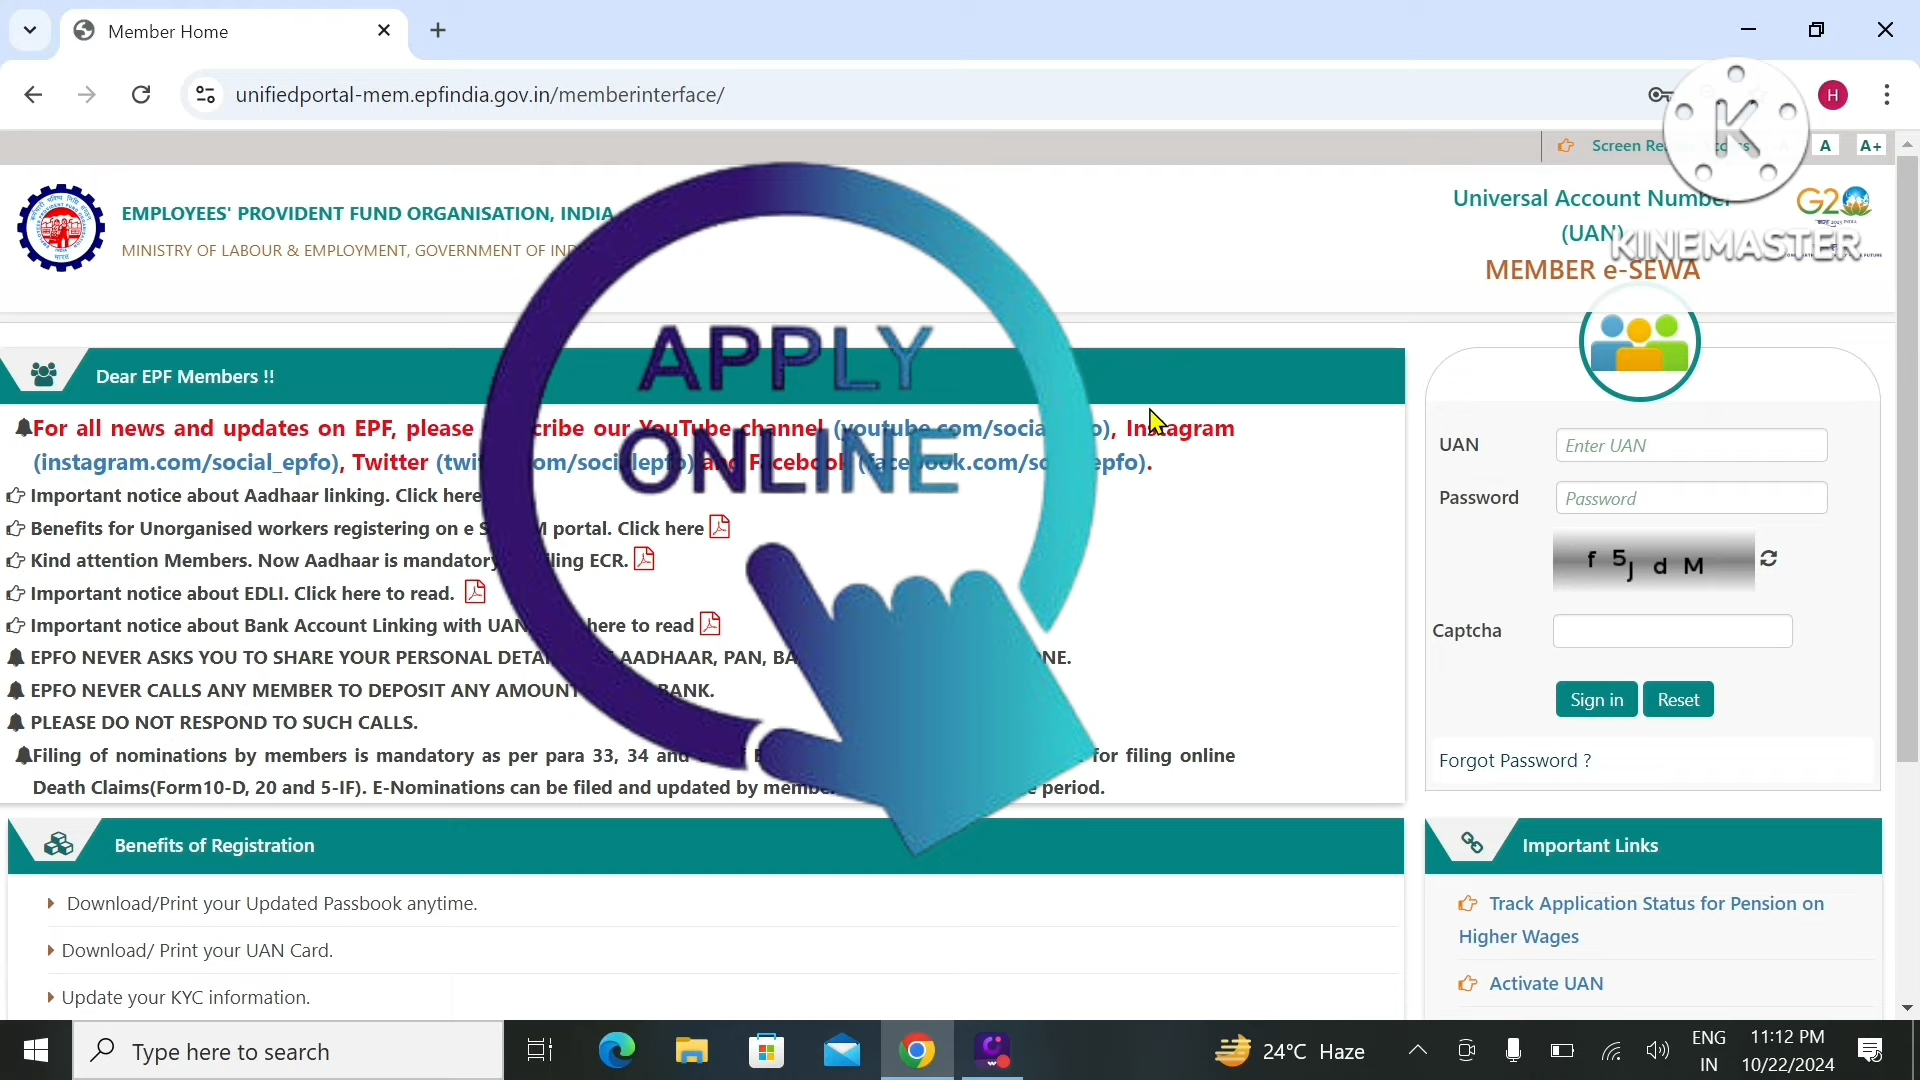 Member Home
unifiedportal-mem.epfindia.gov.in/memberinterface/
H
K
Screen
A
A+
EMPLOYEES' PROVIDENT FUND ORGANISATION, INDIA
MINISTRY OF LABOUR & EMPLOYMENT, GOVERNMENT OF
Universal Account Number
(UAN)
MEMBER e-SEWA
G20
KINEMASTER
APPLY
ONLINE
Dear EPF Members !!
For all news and updates on EPF, please our YouTube channel Instagram
(instagram.com/social_epfo), Twitter and Facebook
Important notice about Aadhaar linking. Click here
Benefits for Unorganised workers registering on e portal. Click here
Kind attention Members. Now Aadhaar is mandatory ECR.
Important notice about EDLI. Click here to read.
Important notice about Bank Account Linking with UAN here to read
EPFO NEVER ASKS YOU TO SHARE YOUR PERSONAL AADHAAR, PAN,
EPFO NEVER CALLS ANY MEMBER TO DEPOSIT ANY AMOUNT BANK.
PLEASE DO NOT RESPOND TO SUCH CALLS.
Filing of nominations by members is mandatory as per para 33, 34 and for filing online
Death Claims(Form10-D, 20 and 5-IF). E-Nominations can be filed and updated by period.
UAN
Enter UAN
Password
Password
f 5 J d M
Captcha
Sign in
Reset
Forgot Password ?
Benefits of Registration
Download/Print your Updated Passbook anytime.
Download/ Print your UAN Card.
Update your KYC information.
Important Links
Track Application Status for Pension on
Higher Wages
Activate UAN
Type here to search
24°C Haze
ENG
IN
11:12 PM
10/22/2024